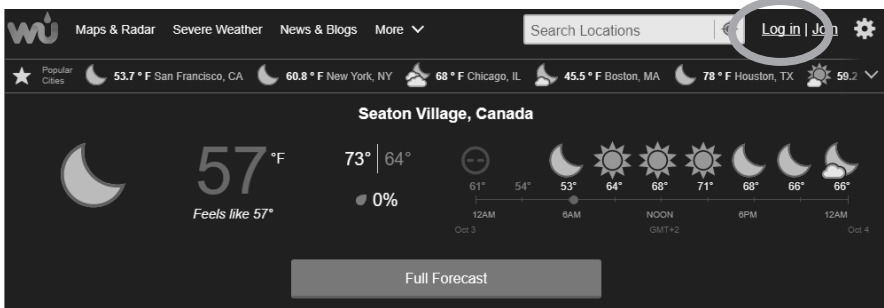 wu Maps & Radar Severe Weather News & Blogs More Search Locations Log in | Join
Popular Cities 53.7 ° F San Francisco, CA 60.8 ° F New York, NY 68 ° F Chicago, IL 45.5 ° F Boston, MA 78 ° F Houston, TX 59.2
Seaton Village, Canada
57 °F 73° | 64°
Feels like 57° 0%
61° 54° 53° 64° 68° 71° 68° 66° 66°
12AM 6AM NOON 6PM 12AM
Oct 3 GMT+2 Oct 4
Full Forecast